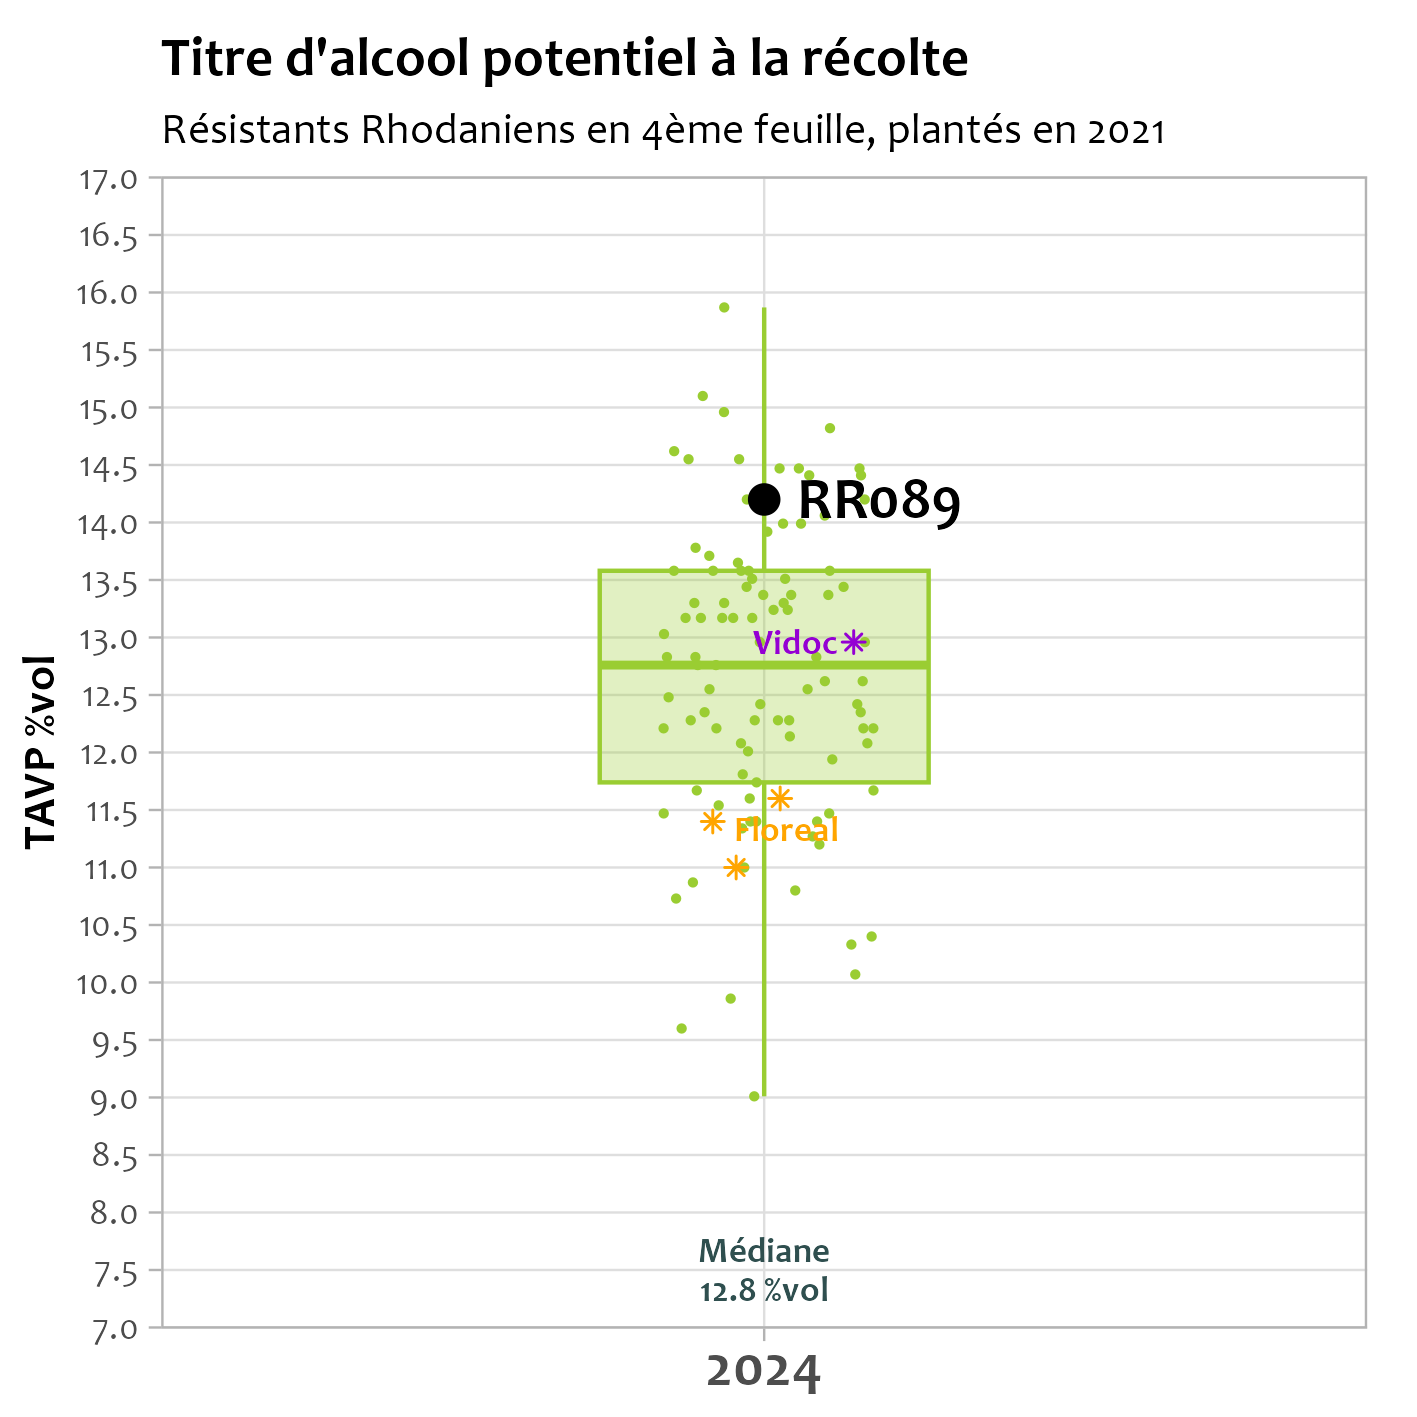 Titre d'alcool potentiel à la récolte
Résistants Rhodaniens en 4ème feuille, plantés en 2021
TAVP %vol
17.0
16.5
16.0
15.5
15.0
14.5
14.0
13.5
13.0
12.5
12.0
11.5
11.0
10.5
10.0
9.5
9.0
8.5
8.0
7.5
7.0
RR089
Vidoc
Floreal
Médiane
12.8 %vol
2024